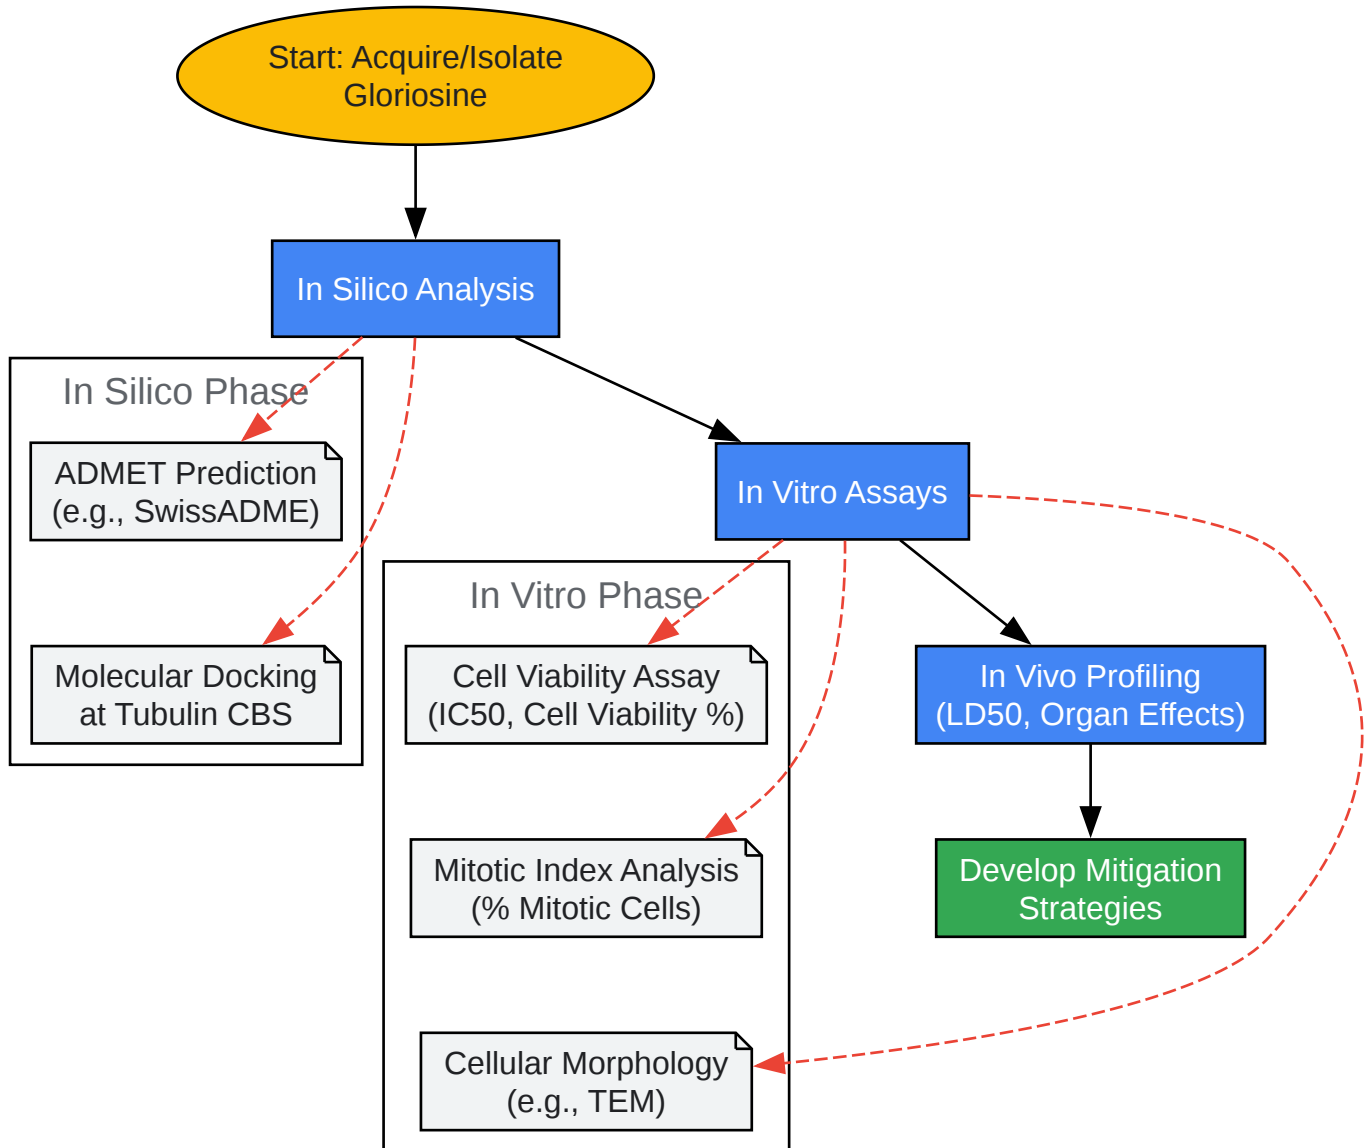 Start: Acquire/Isolate
Gloriosine
In Silico Analysis
In Silico Phase
ADMET Prediction
(e.g., SwissADME)
Molecular Docking
at Tubulin CBS
In Vitro Assays
In Vitro Phase
Cell Viability Assay
(IC50, Cell Viability %)
Mitotic Index Analysis
(% Mitotic Cells)
Cellular Morphology
(e.g., TEM)
In Vivo Profiling
(LD50, Organ Effects)
Develop Mitigation
Strategies